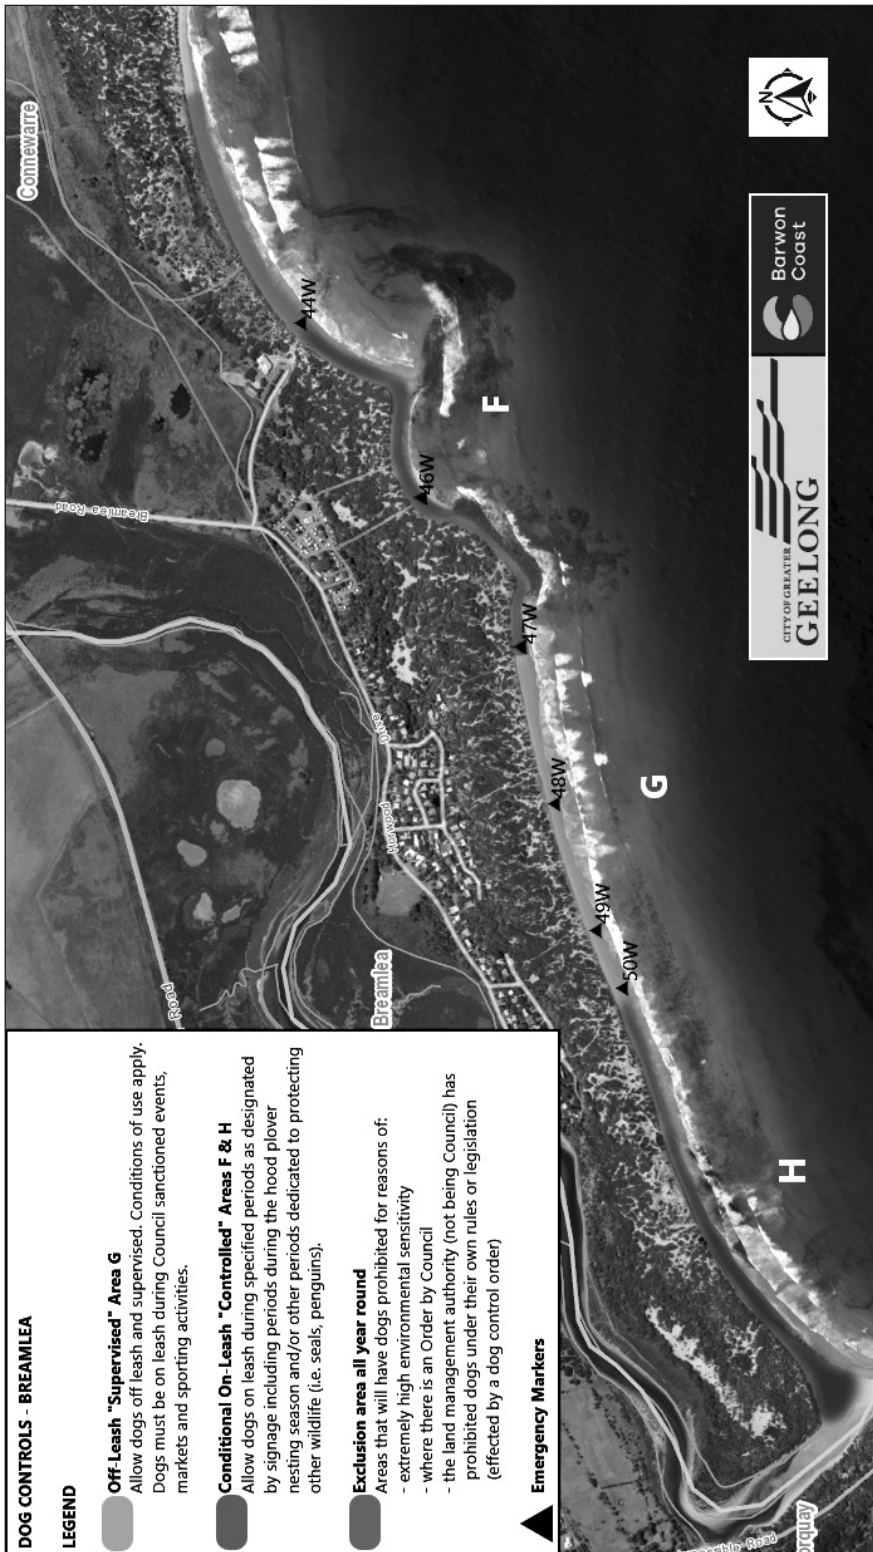 DOG CONTROLS - BREAMLEA
LEGEND
Off-Leash "Supervised" Area G
Allow dogs off leash and supervised. Conditions of use apply.
Dogs must be on leash during Council sanctioned events,
markets and sporting activities.
Conditional On-Leash "Controlled" Areas F & H
Allow dogs on leash during specified periods as designated
by signage including periods during the hood plover
nesting season and/or other periods dedicated to protecting
other wildlife (i.e. seals, penguins).
Exclusion area all year round
Areas that will have dogs prohibited for reasons of:
- extremely high environmental sensitivity
- where there is an Order by Council
- the land management authority (not being Council) has
prohibited dogs under their own rules or legislation
(effected by a dog control order)
Emergency Markers
Connewarre
Breamlea Road
Road
Horwood Drive
Breamlea
Road
44W
46W
47W
48W
49W
50W
F
G
H
N
CITY OF GREATER
GEELONG
Barwon
Coast